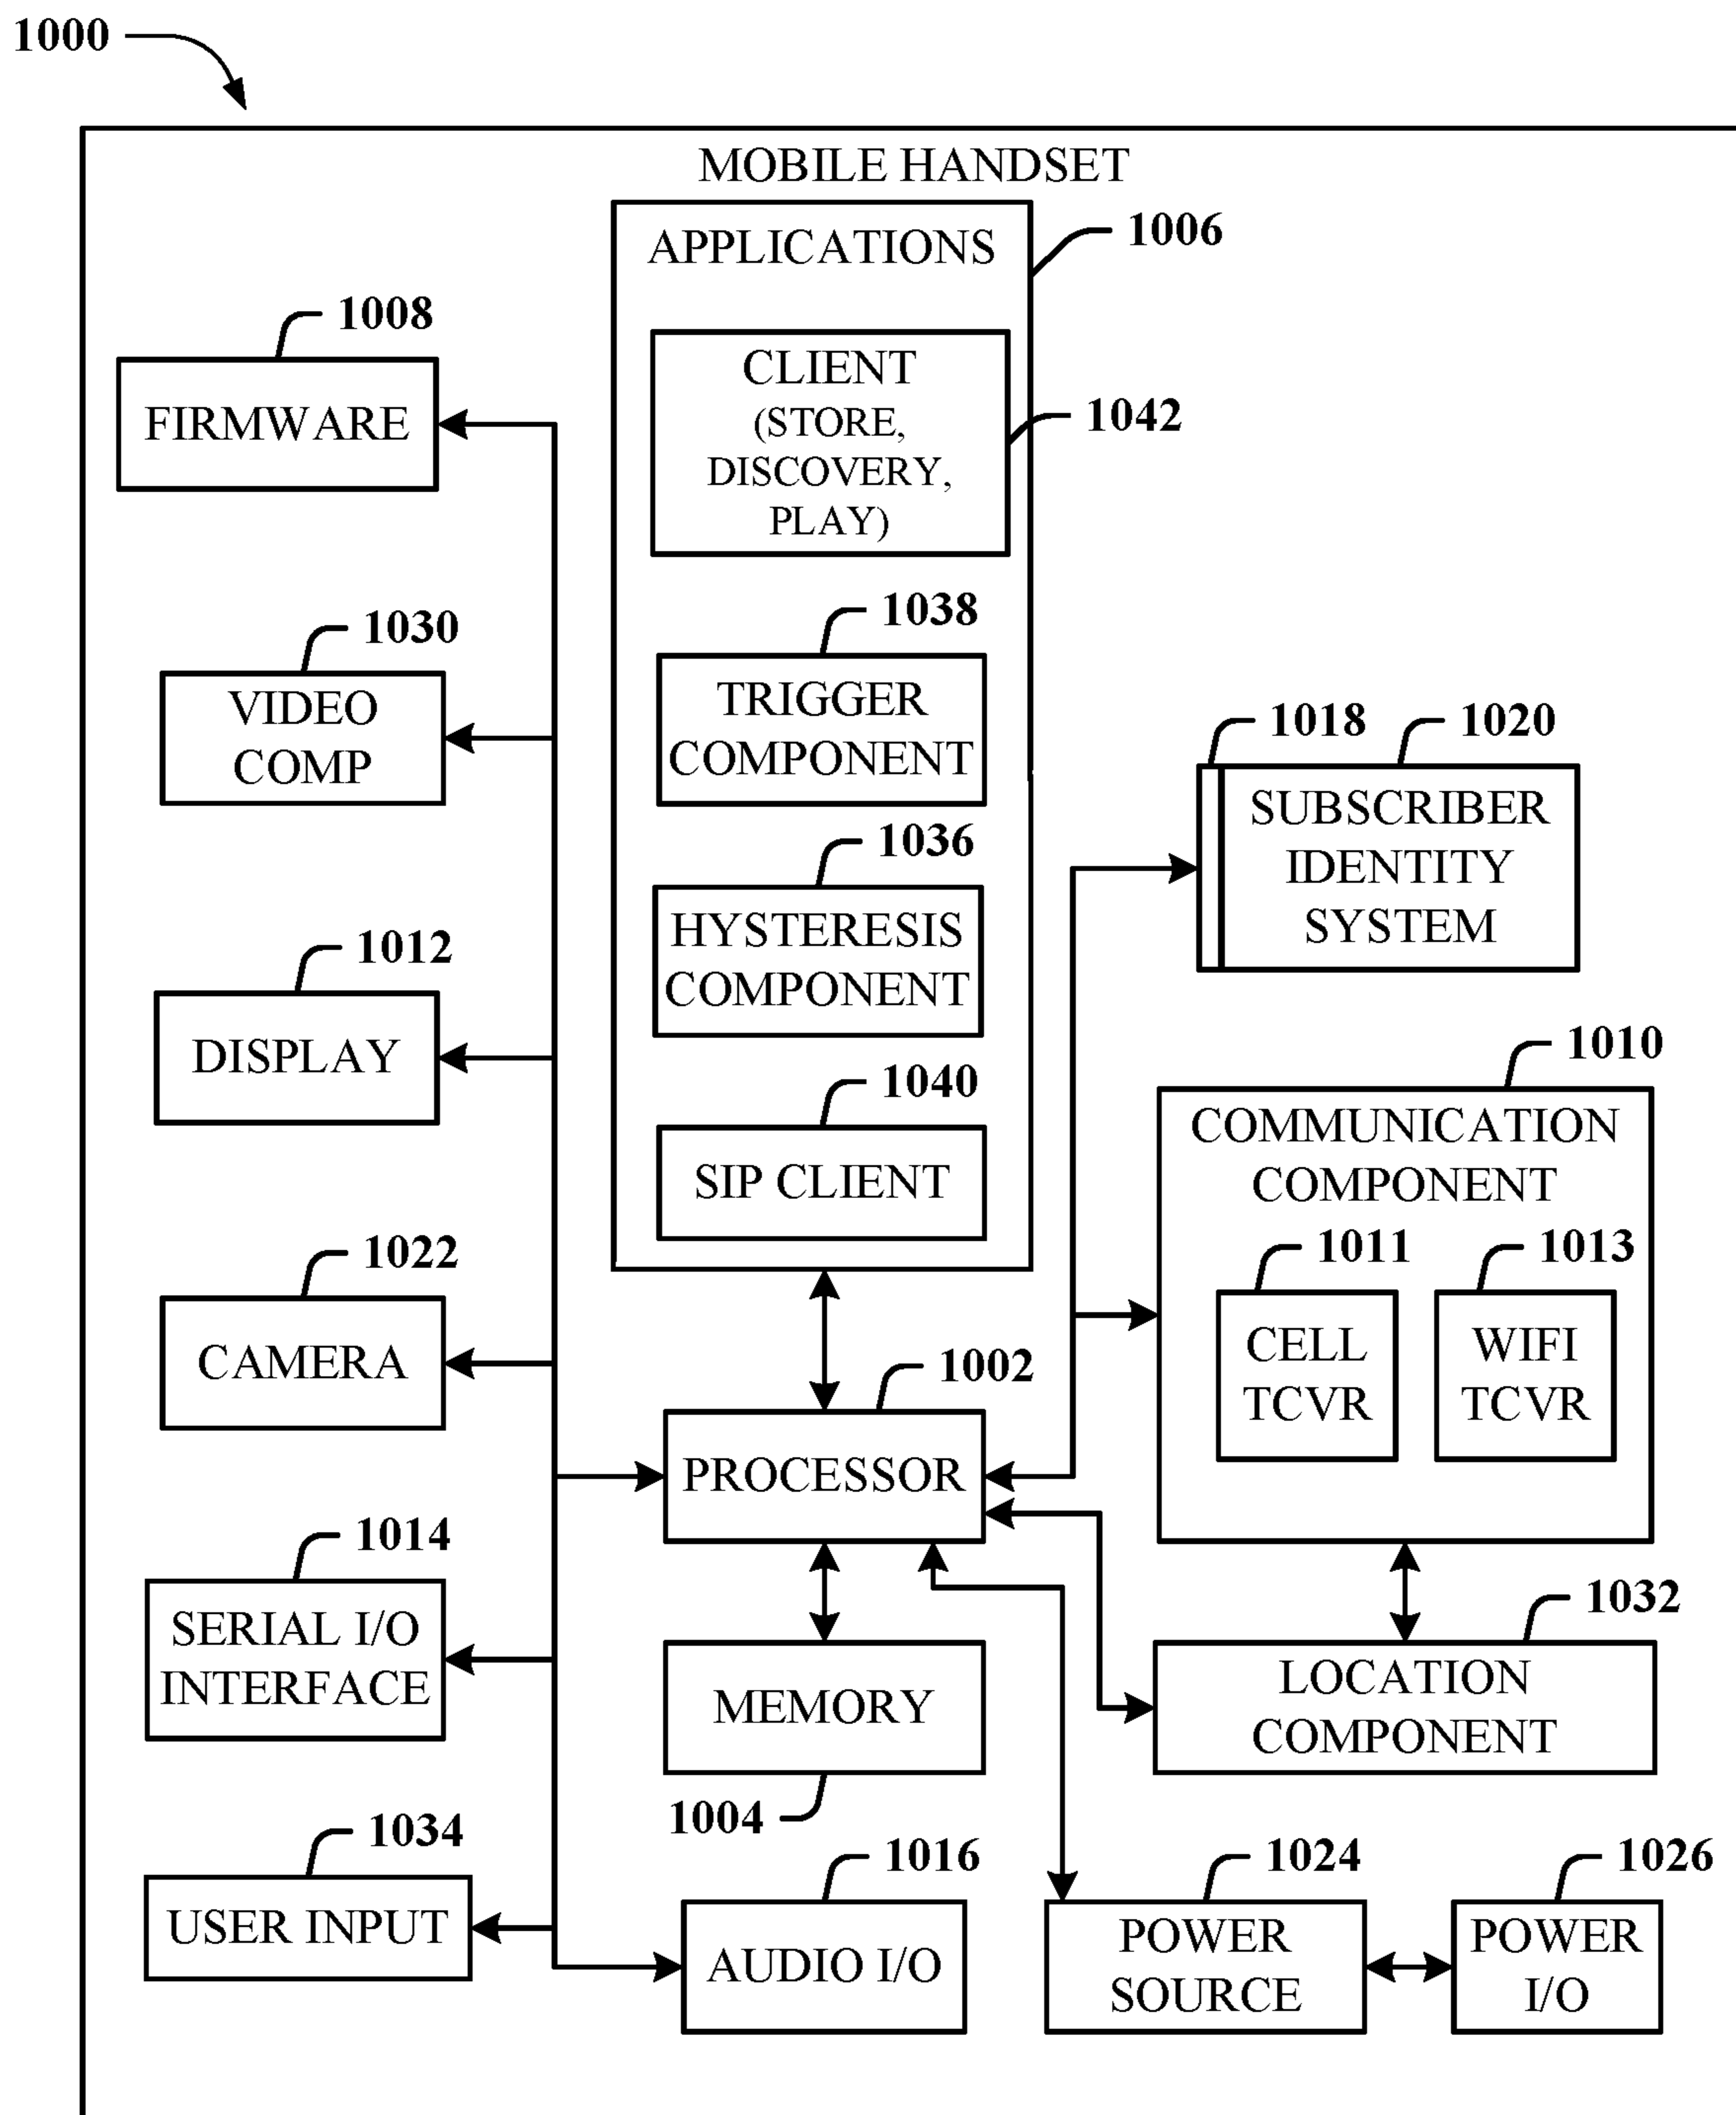 1000
MOBILE HANDSET
APPLICATIONS
1006
CLIENT
(STORE,
DISCOVERY,
PLAY)
1042
1038
TRIGGER
COMPONENT
1036
HYSTERESIS
COMPONENT
1040
SIP CLIENT
1008
FIRMWARE
1030
VIDEO
COMP
1012
DISPLAY
1022
CAMERA
1014
SERIAL I/O
INTERFACE
1034
USER INPUT
1002
PROCESSOR
MEMORY
1004
1016
AUDIO I/O
1018
1020
SUBSCRIBER
IDENTITY
SYSTEM
1010
COMMUNICATION
COMPONENT
1011
CELL
TCVR
1013
WIFI
TCVR
1032
LOCATION
COMPONENT
1024
POWER
SOURCE
1026
POWER
I/O